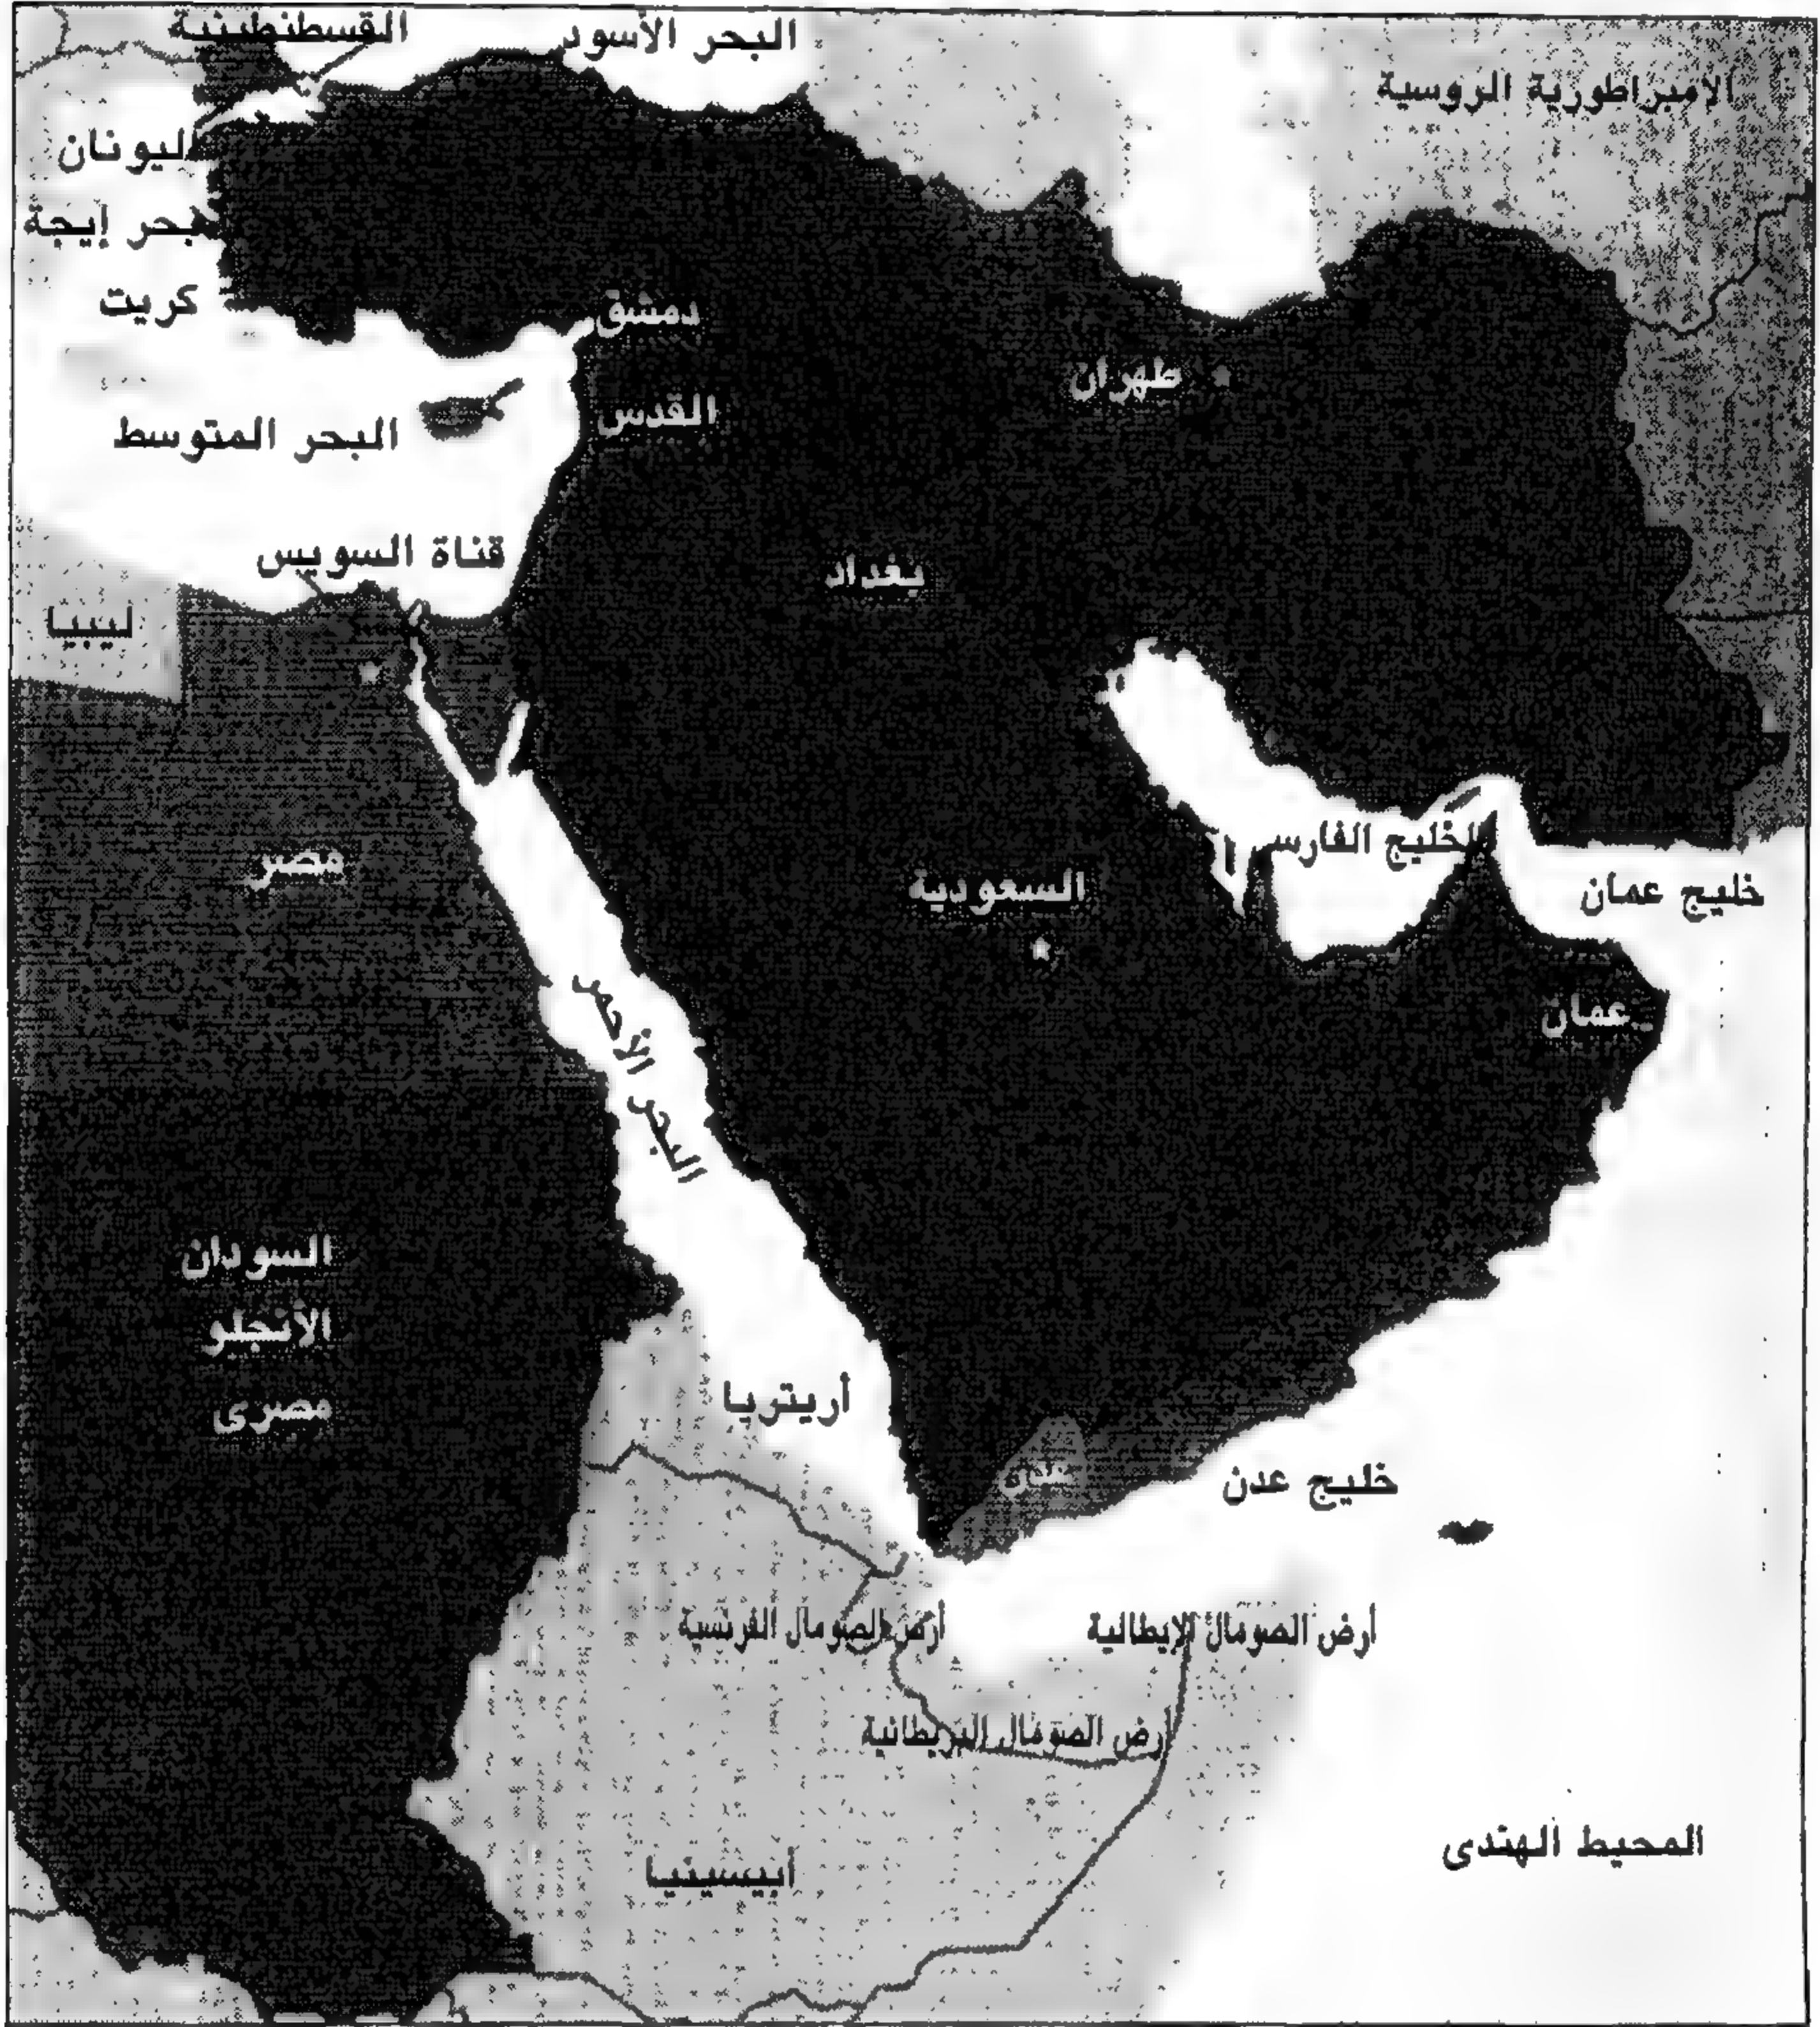 القسطنطينية
البحر الأسود
الامبراطورية الروسية
اليونان
بحر إيجة
كريت
دمشق
طهران
القدس
البحر المتوسط
قناة السويس
بغداد
ليبيا
مصر
السعودية
الخليج الفارسى
خليج عمان
عمان
البحر الأحمر
السودان
الأنجلو
مصرى
أريتريا
عدن
خليج عدن
أرض الصومال الفرنسية
أرض الصومال الإيطالية
أرض الصومال البريطانية
أبيسينيا
المحيط الهندى